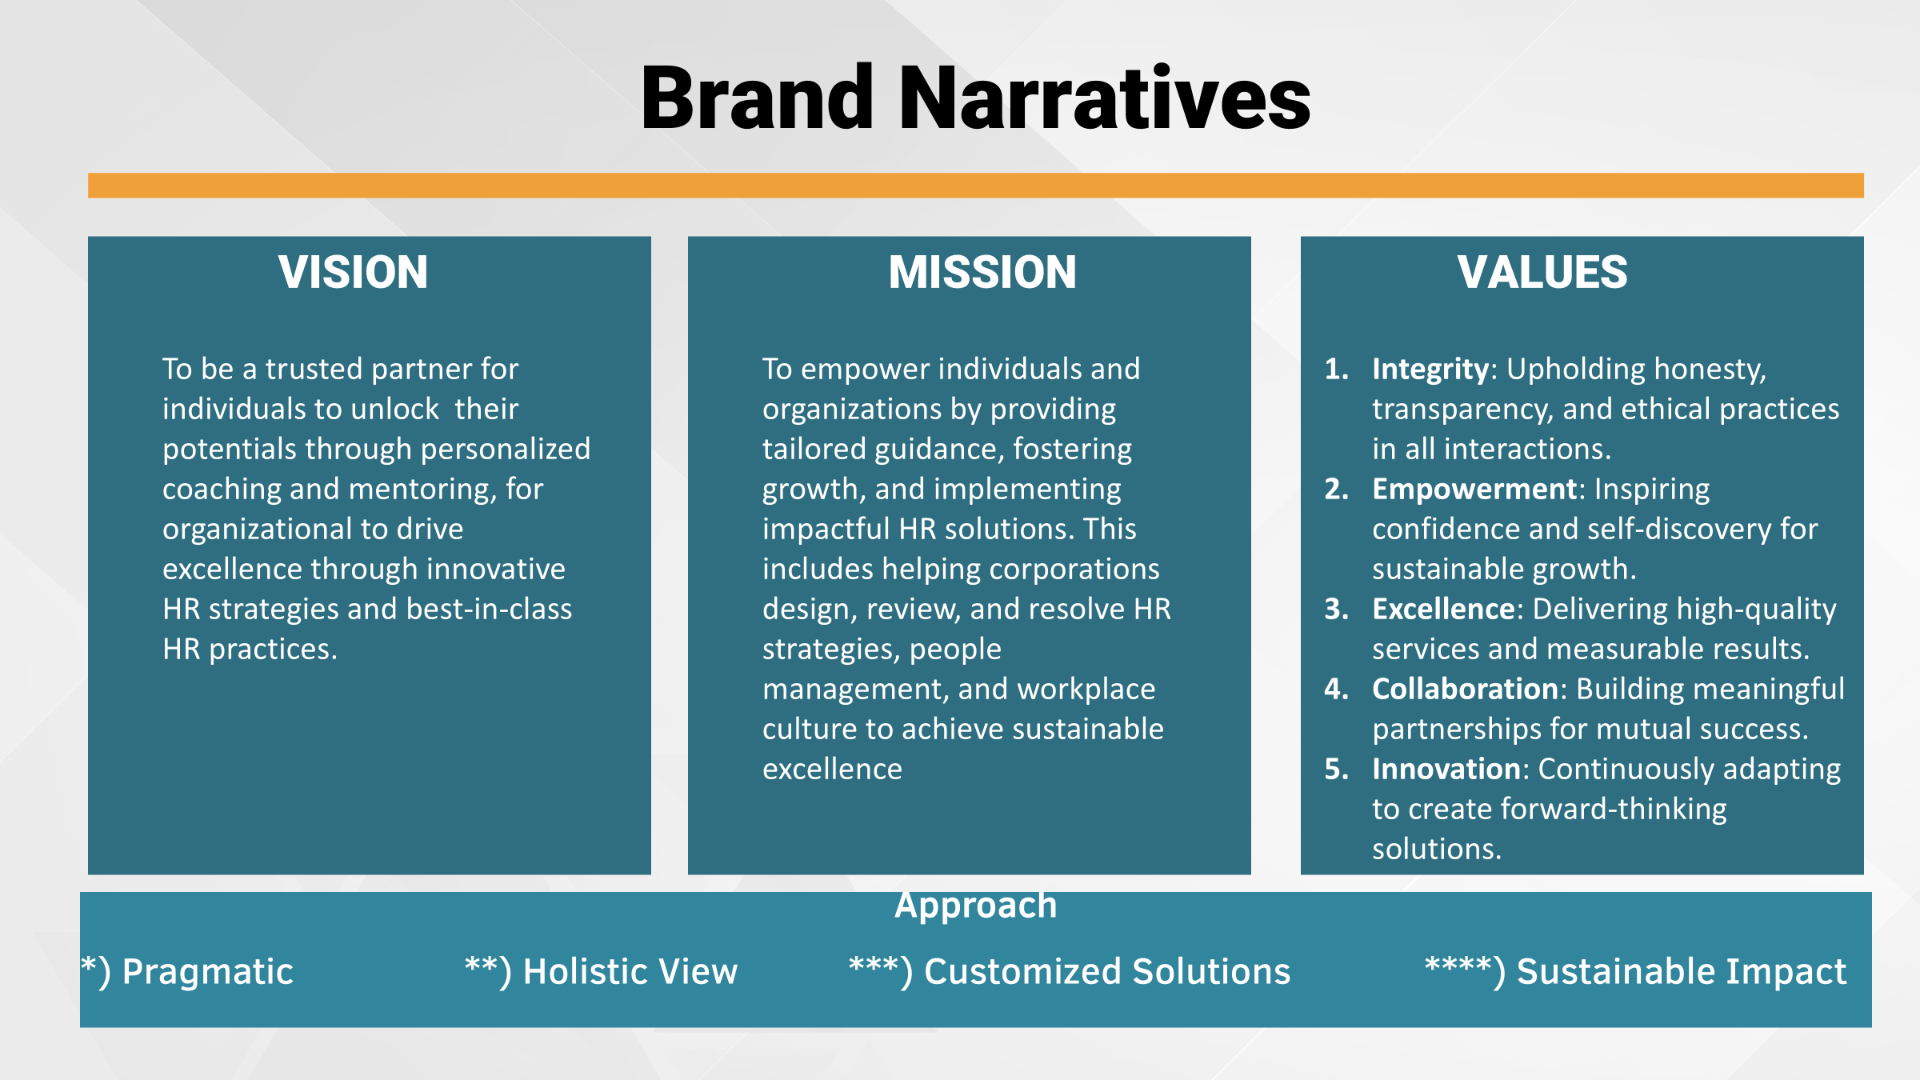 Brand Narratives
VISION
To be a trusted partner for
individuals to unlock  their
potentials through personalized
coaching and mentoring, for
organizational to drive
excellence through innovative
HR strategies and best-in-class
HR practices.
MISSION
To empower individuals and
organizations by providing
tailored guidance, fostering
growth, and implementing
impactful HR solutions. This
includes helping corporations
design, review, and resolve HR
strategies, people
management, and workplace
culture to achieve sustainable
excellence
VALUES
1. Integrity: Upholding honesty,
transparency, and ethical practices
in all interactions.
2. Empowerment: Inspiring
confidence and self-discovery for
sustainable growth.
3. Excellence: Delivering high-quality
services and measurable results.
4. Collaboration: Building meaningful
partnerships for mutual success.
5. Innovation: Continuously adapting
to create forward-thinking
solutions.
Approach
*) Pragmatic **) Holistic View ***) Customized Solutions ****) Sustainable Impact